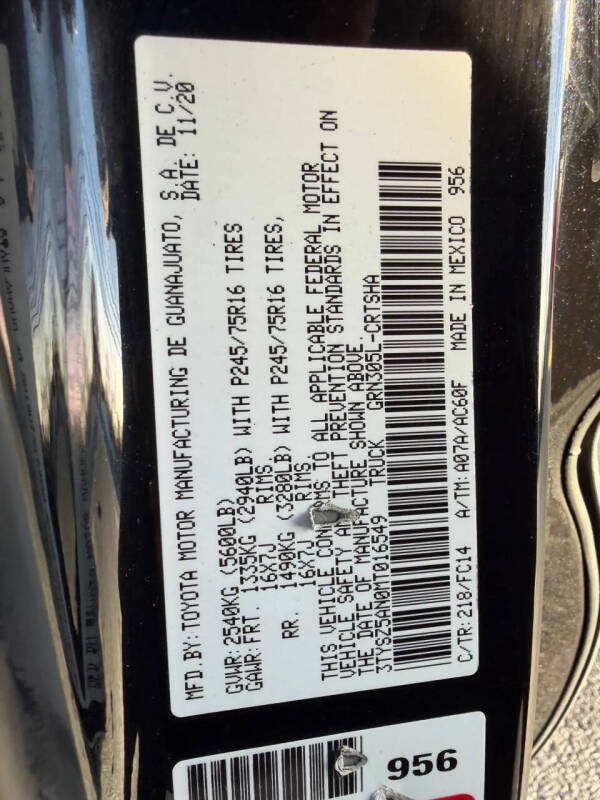 MFD.BY: TOYOTA MOTOR MANUFACTURING DE GUANAJUATO, S.A. DE C.V.
DATE: 11/20
GVWR: 2540KG (5600LB)
GAWR: FRT. 1335KG (2940LB) WITH P245/75R16 TIRES
16X7J RIMS
RR. 1490KG (3280LB) WITH P245/75R16 TIRES,
16X7J RIMS
THIS VEHICLE TO ALL APPLICABLE FEDERAL MOTOR
VEHICLE SAFETY THEFT PREVENTION STANDARDS IN EFFECT ON
THE DATE OF MANUFACTURE SHOWN ABOVE.
3TYSZ5AN0MT016549 TRUCK GRN305L-CRTSHA
C/TR: 218/FC14 A/TM: A07A/AC60F MADE IN MEXICO 956
956